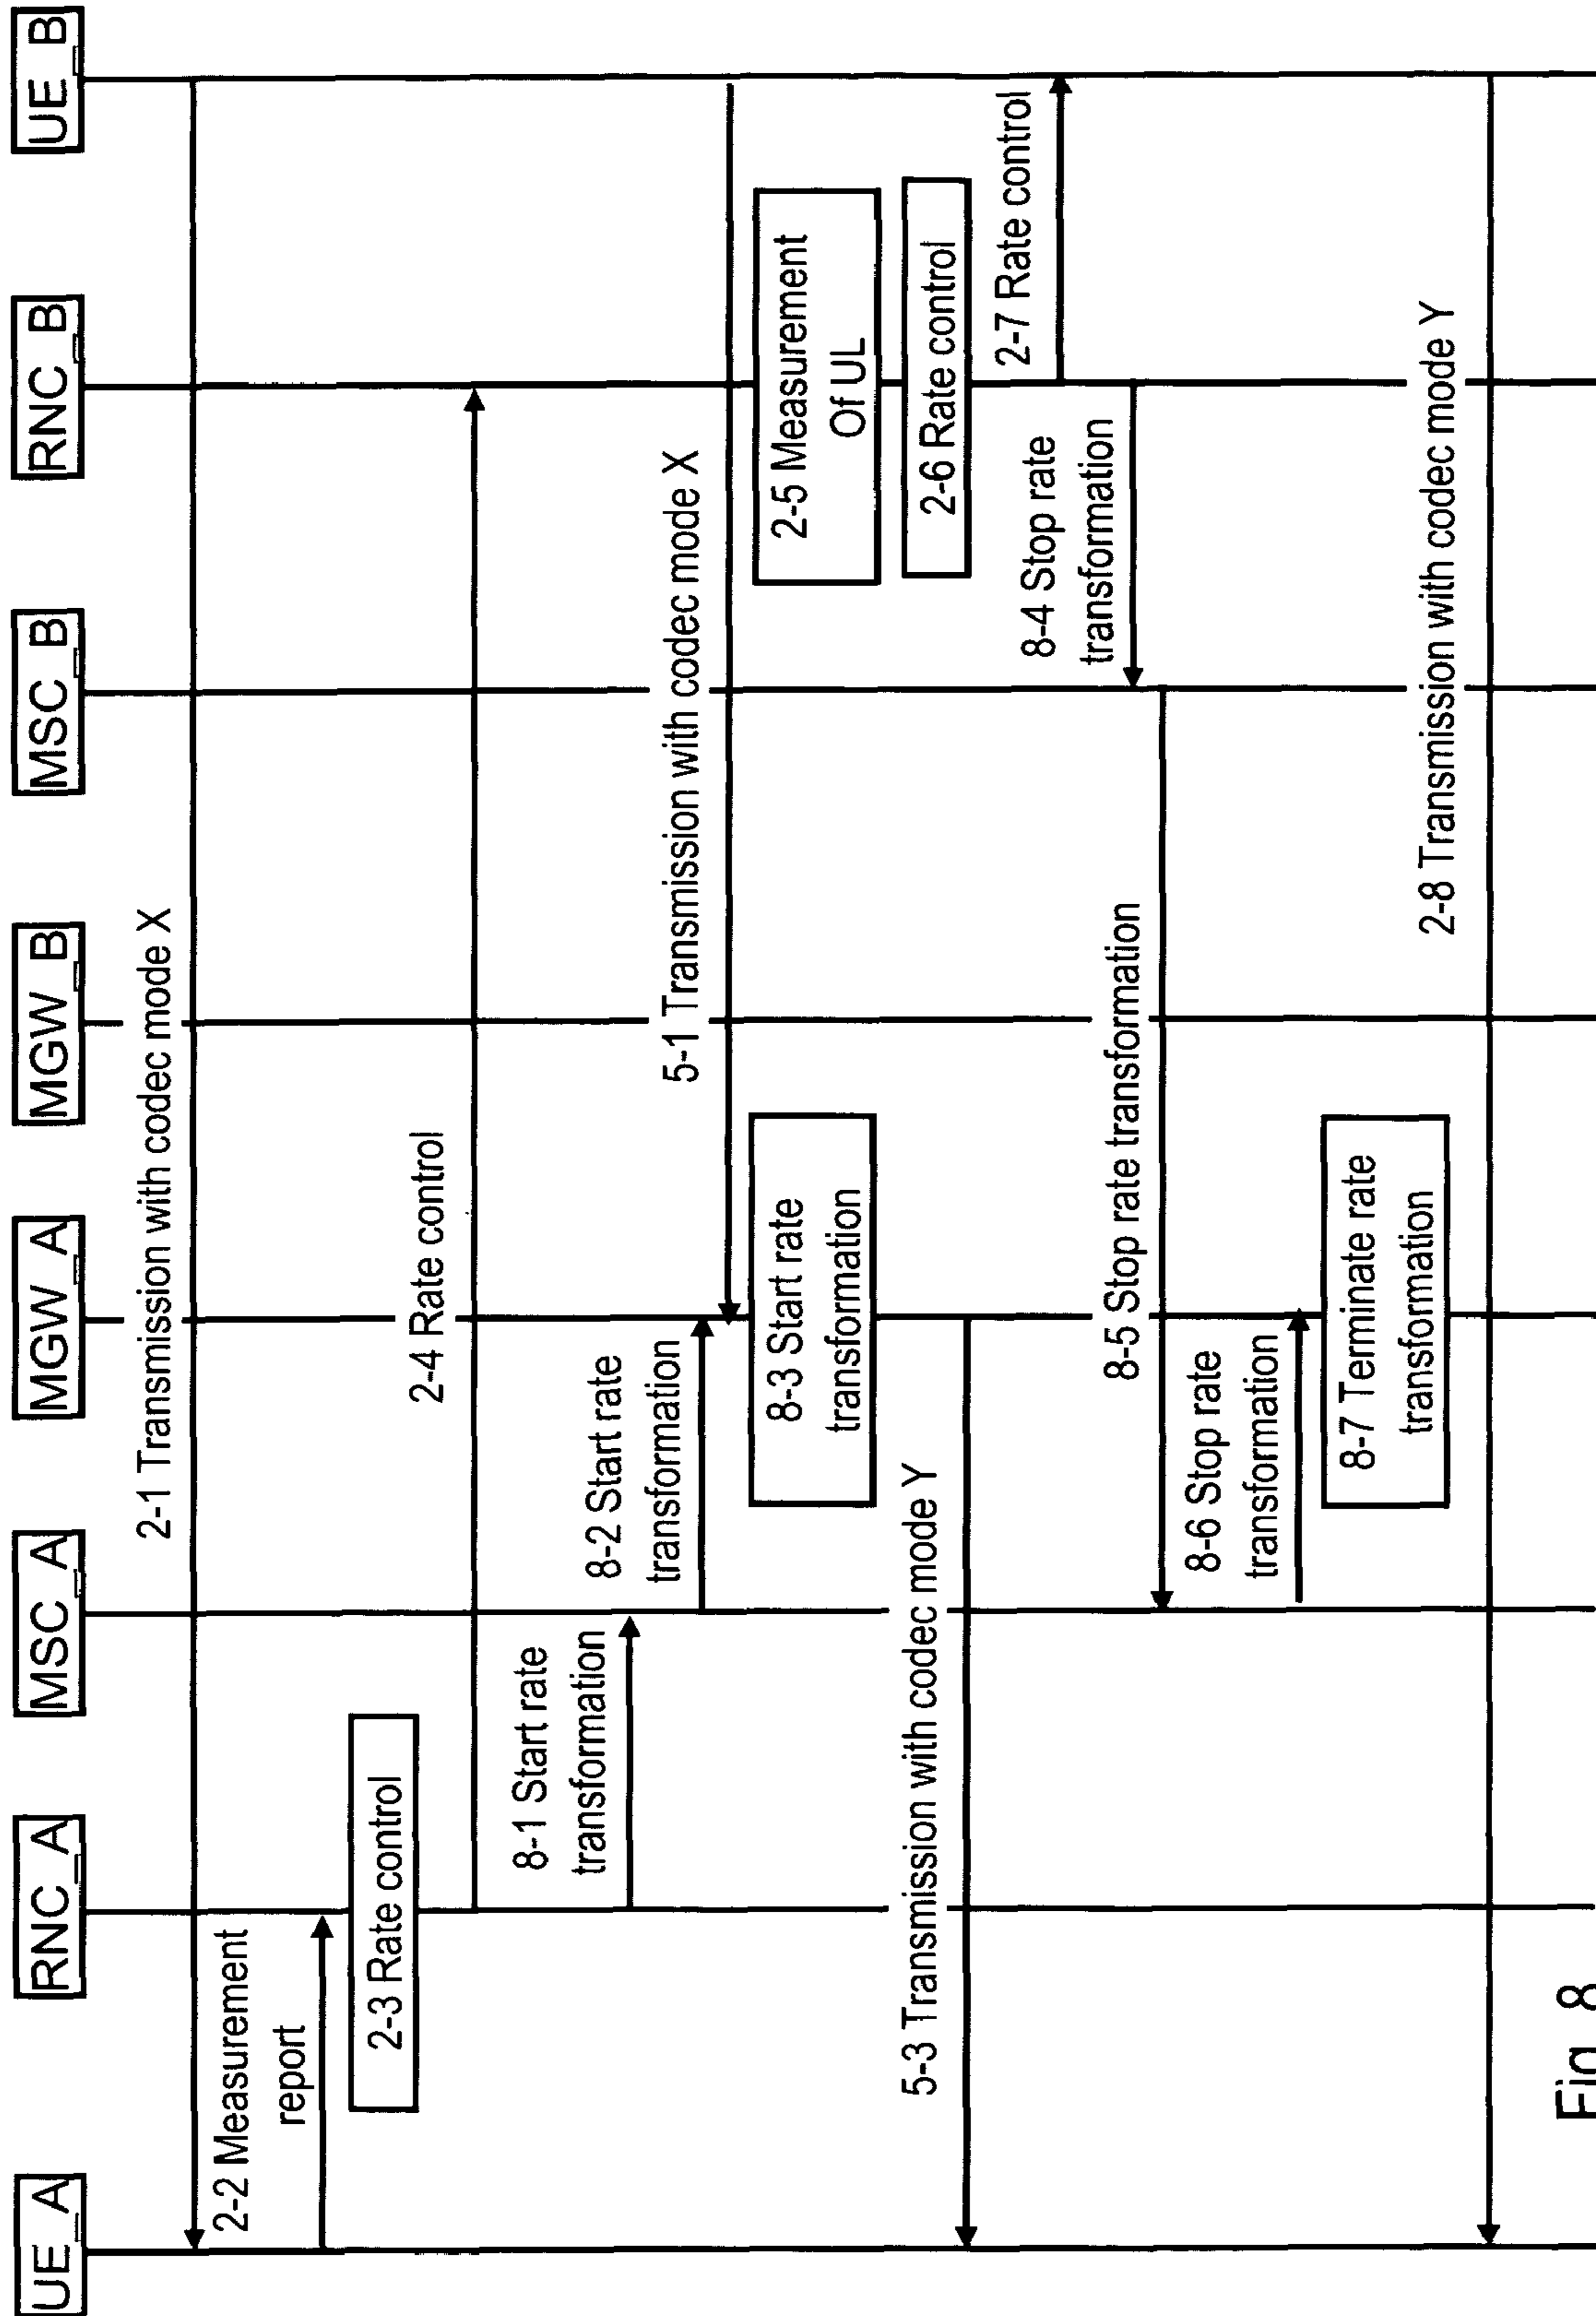 UE_A
RNC_A
MSC_A
MGW_A
MGW_B
MSC_B
RNC_B
UE_B
2-1 Transmission with codec mode X
2-2 Measurement
report
2-3 Rate control
2-4 Rate control
8-1 Start rate
transformation
8-2 Start rate
transformation
5-1 Transmission with codec mode X
8-3 Start rate
transformation
2-5 Measurement
Of UL
2-6 Rate control
5-3 Transmission with codec mode Y
2-7 Rate control
8-4 Stop rate
transformation
8-5 Stop rate transformation
8-6 Stop rate
transformation
8-7 Terminate rate
transformation
2-8 Transmission with codec mode Y
Fig. 8